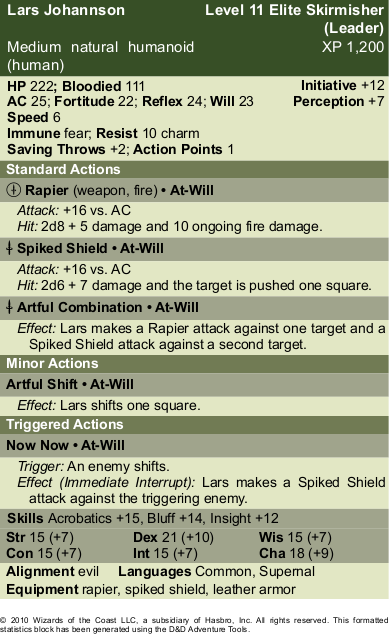 Lars Johannson Level 11 Elite Skirmisher
(Leader)
Medium natural humanoid XP 1,200
(human)
HP 222; Bloodied 111 Initiative +12
AC 25; Fortitude 22; Reflex 24; Will 23 Perception +7
Speed 6
Immune fear; Resist 10 charm
Saving Throws +2; Action Points 1
Standard Actions
Rapier (weapon, fire) • At-Will
Attack: +16 vs. AC
Hit: 2d8 + 5 damage and 10 ongoing fire damage.
Spiked Shield • At-Will
Attack: +16 vs. AC
Hit: 2d6 + 7 damage and the target is pushed one square.
Artful Combination • At-Will
Effect: Lars makes a Rapier attack against one target and a
Spiked Shield attack against a second target.
Minor Actions
Artful Shift • At-Will
Effect: Lars shifts one square.
Triggered Actions
Now Now • At-Will
Trigger: An enemy shifts.
Effect (Immediate Interrupt): Lars makes a Spiked Shield
attack against the triggering enemy.
Skills Acrobatics +15, Bluff +14, Insight +12
Str 15 (+7) Dex 21 (+10) Wis 15 (+7)
Con 15 (+7) Int 15 (+7) Cha 18 (+9)
Alignment evil Languages Common, Supernal
Equipment rapier, spiked shield, leather armor
© 2010 Wizards of the Coast LLC, a subsidiary of Hasbro, Inc. All rights reserved. This formatted
statistics block has been generated using the D&D Adventure Tools.